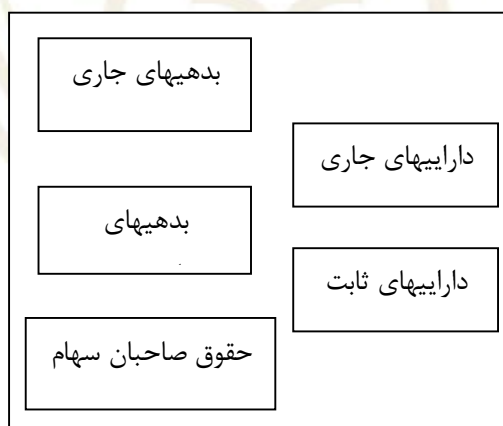 بدهیهای جاری
داراییهای جاری
بدهیهای
داراییهای ثابت
حقوق صاحبان سهام